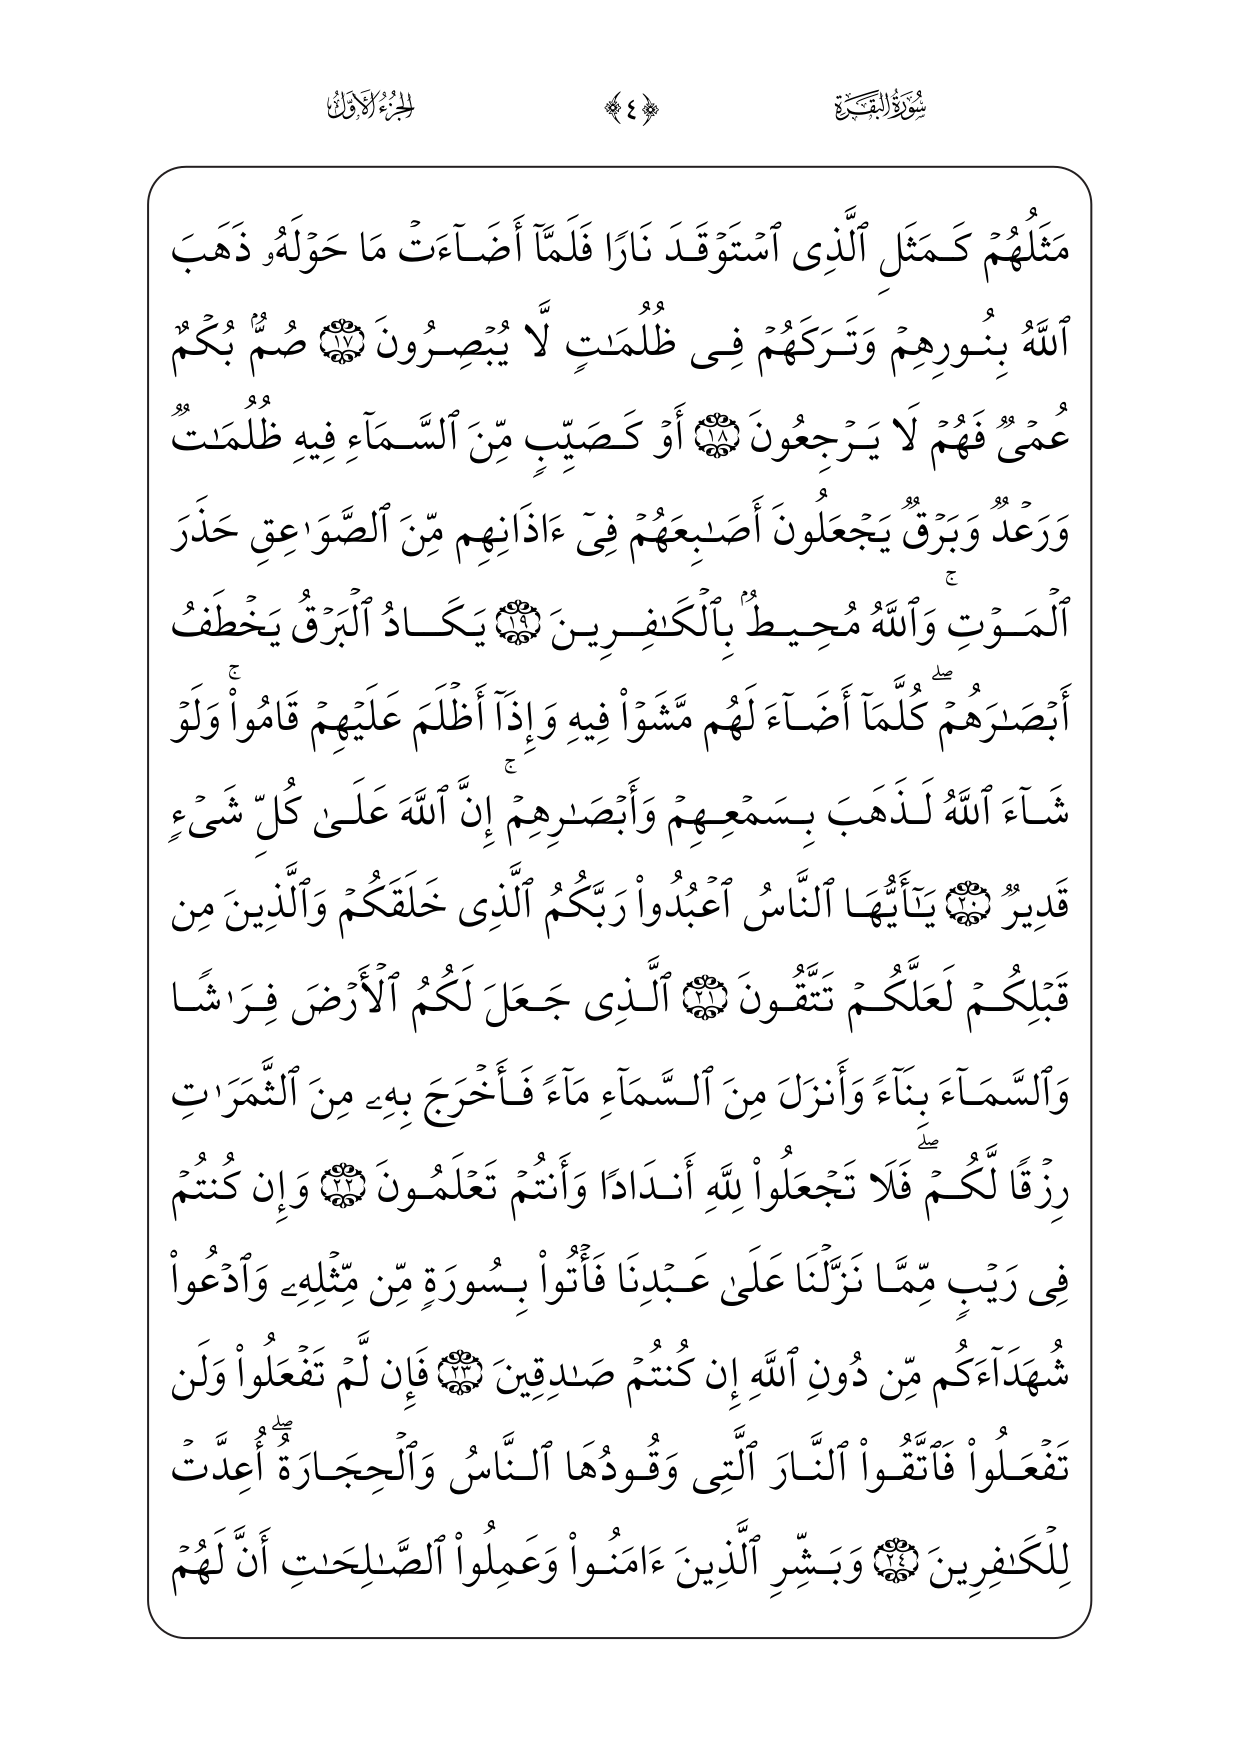 سُورَةُ البَقَرَةِ ﴿٤﴾ الجُزْءُ الأَوَّلُ
مَثَلُهُمۡ كَمَثَلِ ٱلَّذِى ٱسۡتَوۡقَدَ نَارًا فَلَمَّآ أَضَآءَتۡ مَا حَوۡلَهُۥ ذَهَبَ
ٱللَّهُ بِنُورِهِمۡ وَتَرَكَهُمۡ فِى ظُلُمَـٰتٍ لَّا يُبۡصِرُونَ ١٧ صُمُّۢ بُكۡمٌ
عُمۡىٌ فَهُمۡ لَا يَرۡجِعُونَ ١٨ أَوۡ كَصَيِّبٍ مِّنَ ٱلسَّمَآءِ فِيهِ ظُلُمَـٰتٌ
وَرَعۡدٌ وَبَرۡقٌ يَجۡعَلُونَ أَصَـٰبِعَهُمۡ فِىٓ ءَاذَانِهِم مِّنَ ٱلصَّوَٰعِقِ حَذَرَ
ٱلۡمَوۡتِۚ وَٱللَّهُ مُحِيطُۢ بِٱلۡكَـٰفِرِينَ ١٩ يَكَادُ ٱلۡبَرۡقُ يَخۡطَفُ
أَبۡصَـٰرَهُمۡۖ كُلَّمَآ أَضَآءَ لَهُم مَّشَوۡاْ فِيهِ وَإِذَآ أَظۡلَمَ عَلَيۡهِمۡ قَامُواْۚ وَلَوۡ
شَآءَ ٱللَّهُ لَذَهَبَ بِسَمۡعِهِمۡ وَأَبۡصَـٰرِهِمۡۚ إِنَّ ٱللَّهَ عَلَىٰ كُلِّ شَىۡءٍ
قَدِيرٌ ٢٠ يَـٰٓأَيُّهَا ٱلنَّاسُ ٱعۡبُدُواْ رَبَّكُمُ ٱلَّذِى خَلَقَكُمۡ وَٱلَّذِينَ مِن
قَبۡلِكُمۡ لَعَلَّكُمۡ تَتَّقُونَ ٢١ ٱلَّذِى جَعَلَ لَكُمُ ٱلۡأَرۡضَ فِرَٰشًا
وَٱلسَّمَآءَ بِنَآءً وَأَنزَلَ مِنَ ٱلسَّمَآءِ مَآءً فَأَخۡرَجَ بِهِۦ مِنَ ٱلثَّمَرَٰتِ
رِزۡقًا لَّكُمۡۖ فَلَا تَجۡعَلُواْ لِلَّهِ أَندَادًا وَأَنتُمۡ تَعۡلَمُونَ ٢٢ وَإِن كُنتُمۡ
فِى رَيۡبٍ مِّمَّا نَزَّلۡنَا عَلَىٰ عَبۡدِنَا فَأۡتُواْ بِسُورَةٍ مِّن مِّثۡلِهِۦ وَٱدۡعُواْ
شُهَدَآءَكُم مِّن دُونِ ٱللَّهِ إِن كُنتُمۡ صَـٰدِقِينَ ٢٣ فَإِن لَّمۡ تَفۡعَلُواْ وَلَن
تَفۡعَلُواْ فَٱتَّقُواْ ٱلنَّارَ ٱلَّتِى وَقُودُهَا ٱلنَّاسُ وَٱلۡحِجَارَةُۖ أُعِدَّتۡ
لِلۡكَـٰفِرِينَ ٢٤ وَبَشِّرِ ٱلَّذِينَ ءَامَنُواْ وَعَمِلُواْ ٱلصَّـٰلِحَـٰتِ أَنَّ لَهُمۡ